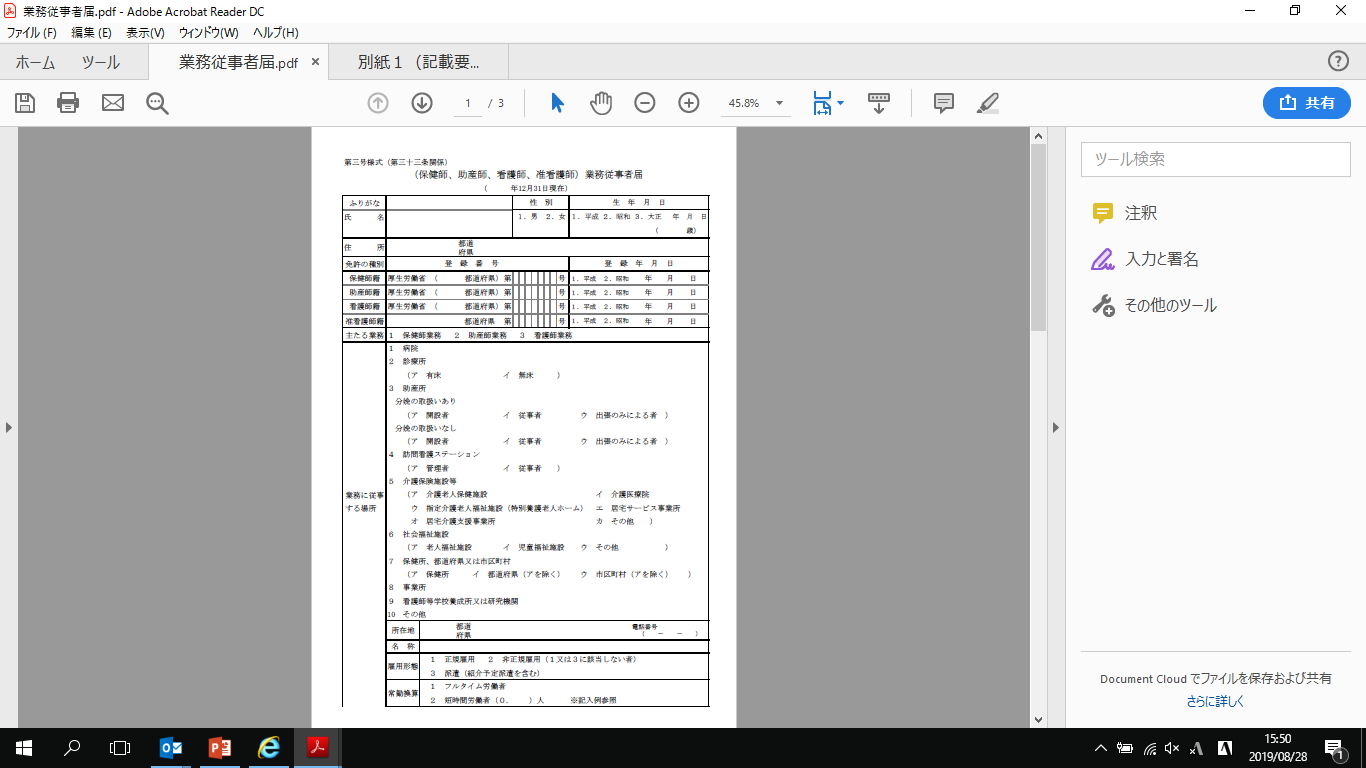 業務従事者届.pdf - Adobe Acrobat Reader DC
ファイル(F) 編集(E) 表示(V) ウィンドウ(W) ヘルプ(H)
ホーム ツール 業務従事者届.pdf × 別紙１（記載要...
1 / 3 45.8% 共有
第三号様式（第三十三条関係）
（保健師、助産師、看護師、准看護師）業務従事者届
（ 年12月31日現在）
ふりがな 性別 生年月日
氏名 1．男 2．女 1．平成 2．昭和 3．大正 年 月 日
（ 歳）
住所 都道
府県
免許の種別 登録番号 登録年月日
保健師籍 厚生労働省（ 都道府県）第 号 1．平成 2．昭和 年 月 日
助産師籍 厚生労働省（ 都道府県）第 号 1．平成 2．昭和 年 月 日
看護師籍 厚生労働省（ 都道府県）第 号 1．平成 2．昭和 年 月 日
准看護師籍 都道府県 第 号 1．平成 2．昭和 年 月 日
主たる業務 1 保健師業務 2 助産師業務 3 看護師業務
業務に従事
する場所
1 病院
2 診療所
（ア 有床 イ 無床 ）
3 助産所
分娩の取扱いあり
（ア 開設者 イ 従事者 ウ 出張のみによる者 ）
分娩の取扱いなし
（ア 開設者 イ 従事者 ウ 出張のみによる者 ）
4 訪問看護ステーション
（ア 管理者 イ 従事者 ）
5 介護保険施設等
（ア 介護老人保健施設 イ 介護医療院
ウ 指定介護老人福祉施設（特別養護老人ホーム） エ 居宅サービス事業所
オ 居宅介護支援事業所 カ その他 ）
6 社会福祉施設
（ア 老人福祉施設 イ 児童福祉施設 ウ その他 ）
7 保健所、都道府県又は市区町村
（ア 保健所 イ 都道府県（アを除く） ウ 市区町村（アを除く） ）
8 事業所
9 看護師等学校養成所又は研究機関
10 その他
所在地 都道
府県 電話番号
（ － － ）
名称
雇用形態 1 正規雇用 2 非正規雇用（１又は３に該当しない者）
3 派遣（紹介予定派遣を含む）
常勤換算 1 フルタイム労働者
2 短時間労働者（０． ）人 ※記入例参照
ツール検索
注釈
入力と署名
その他のツール
Document Cloud でファイルを保存および共有
さらに詳しく
15:50
2019/08/28
1